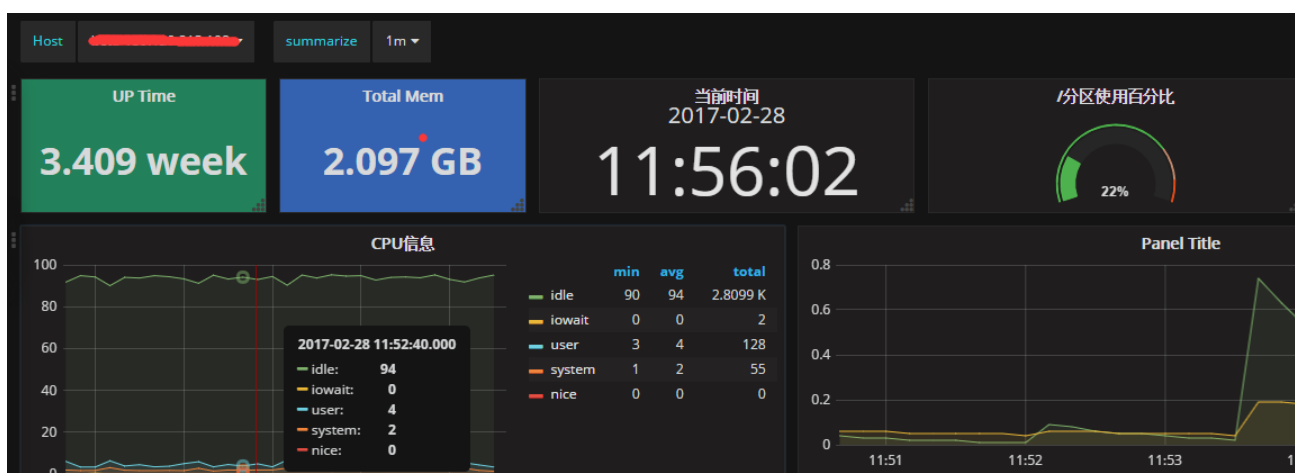 Host
summarize 1m
UP Time
3.409 week
Total Mem
2.097 GB
当前时间
2017-02-28
11:56:02
/分区使用百分比
22%
CPU信息
100
80
60
40
20
0
2017-02-28 11:52:40.000
idle: 94
iowait: 0
user: 4
system: 2
nice: 0
min avg total
idle 90 94 2.8099 K
iowait 0 0 2
user 3 4 128
system 1 2 55
nice 0 0 0
Panel Title
0.8
0.6
0.4
0.2
0
11:51 11:52 11:53